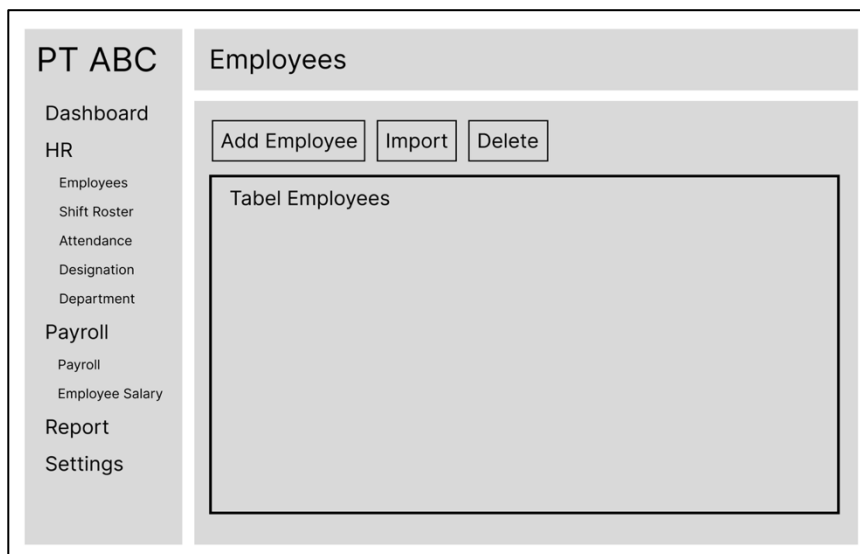 PT ABC
Dashboard
HR
Employees
Shift Roster
Attendance
Designation
Department
Payroll
Payroll
Employee Salary
Report
Settings
Employees
Add Employee Import Delete
Tabel Employees